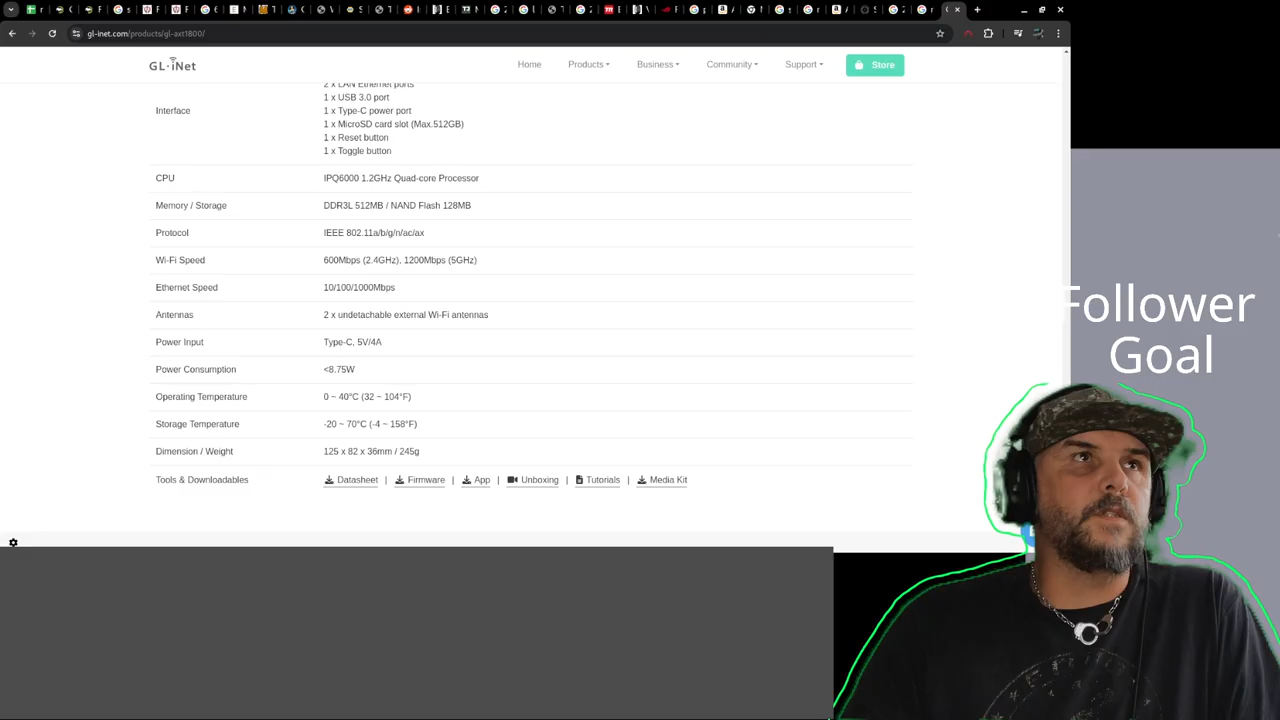 gl-inet.com/products/gl-axt1800/
GL·iNet
Home
Products
Business
Community
Support
Store
2 x LAN Ethernet ports
Interface
1 x USB 3.0 port
1 x Type-C power port
1 x MicroSD card slot (Max.512GB)
1 x Reset button
1 x Toggle button
CPU
IPQ6000 1.2GHz Quad-core Processor
Memory / Storage
DDR3L 512MB / NAND Flash 128MB
Protocol
IEEE 802.11a/b/g/n/ac/ax
Wi-Fi Speed
600Mbps (2.4GHz), 1200Mbps (5GHz)
Ethernet Speed
10/100/1000Mbps
Antennas
2 x undetachable external Wi-Fi antennas
Power Input
Type-C, 5V/4A
Power Consumption
<8.75W
Operating Temperature
0 ~ 40°C (32 ~ 104°F)
Storage Temperature
-20 ~ 70°C (-4 ~ 158°F)
Dimension / Weight
125 x 82 x 36mm / 245g
Tools & Downloadables
Datasheet | Firmware | App | Unboxing | Tutorials | Media Kit
Follower
Goal